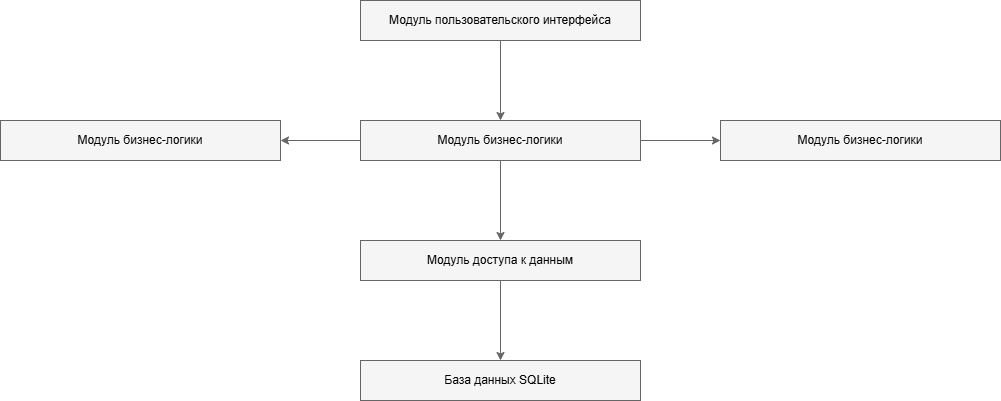 Модуль пользовательского интерфейса
Модуль бизнес-логики
Модуль бизнес-логики
Модуль бизнес-логики
Модуль доступа к данным
База данных SQLite